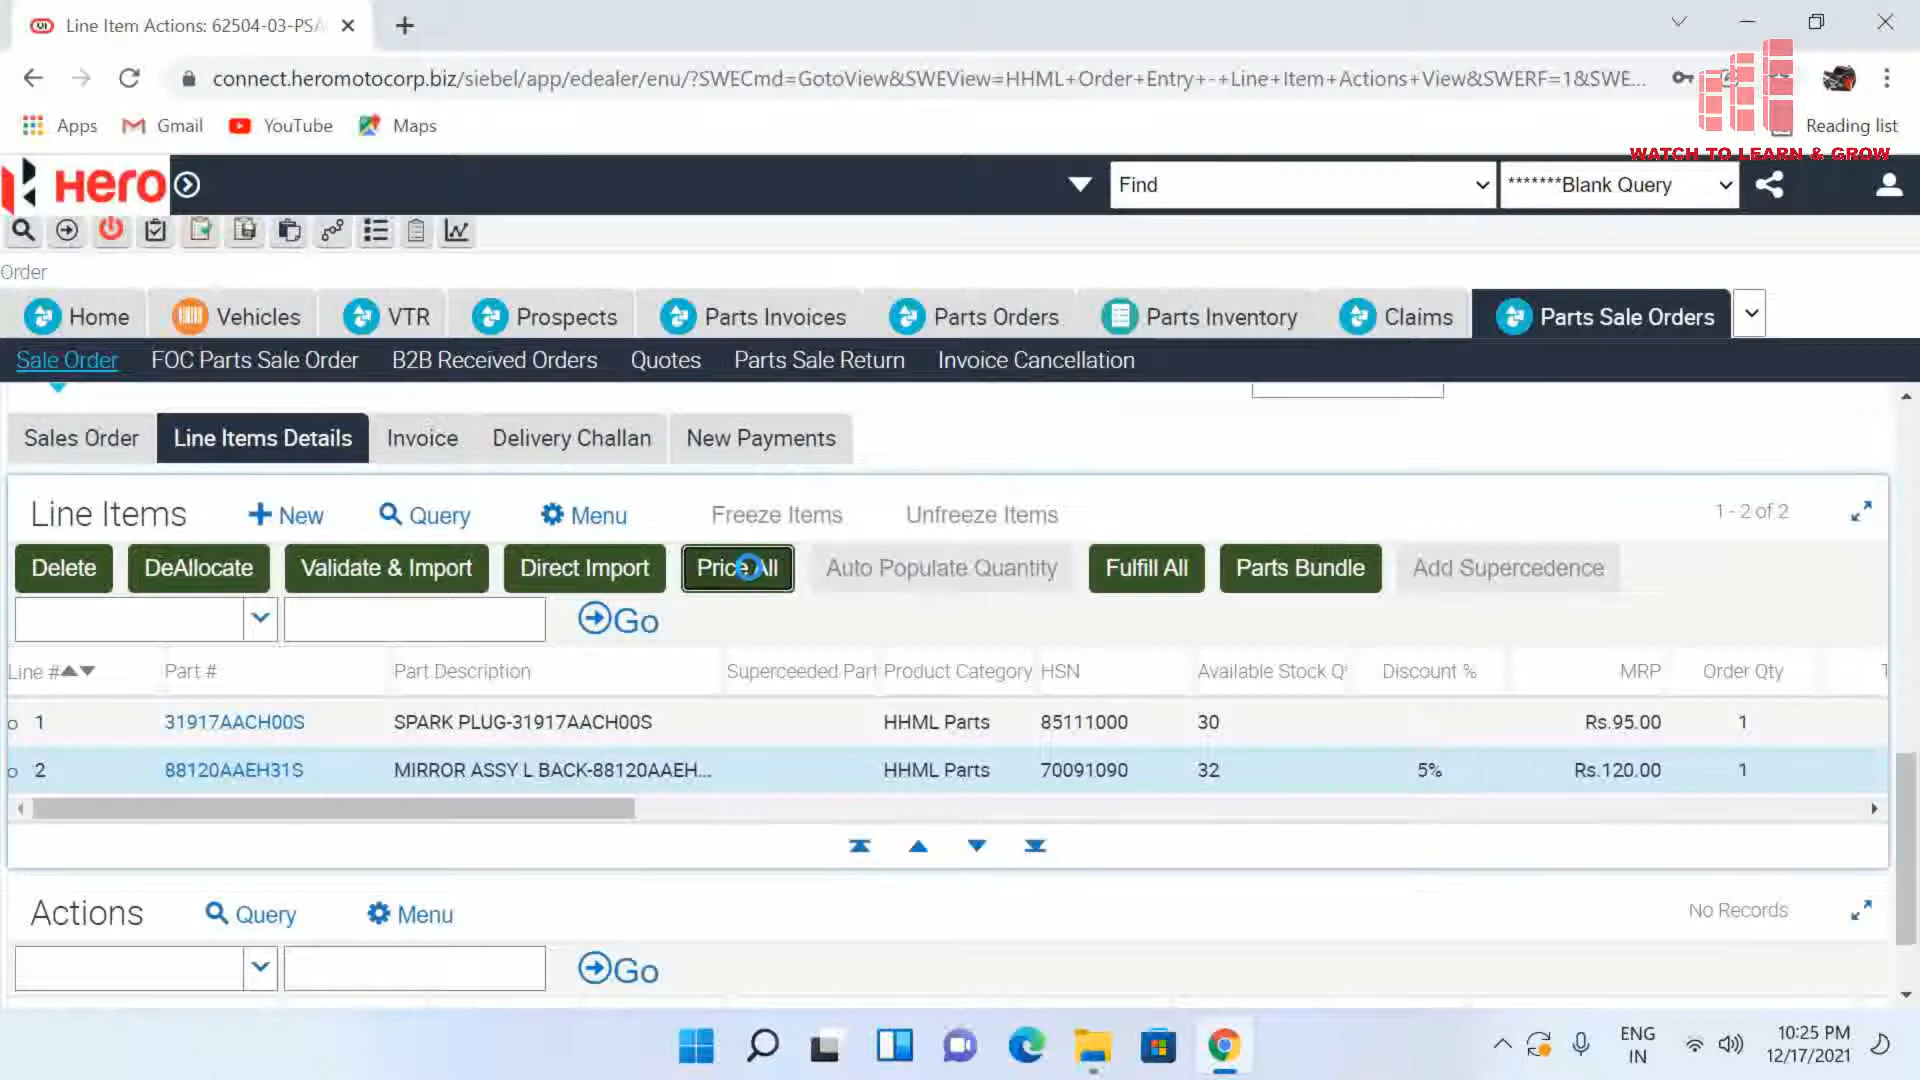 Line Item Actions: 62504-03-PSA
connect.heromotocorp.biz/siebel/app/edealer/enu/?SWECmd=GotoView&SWEView=HHML+Order+Entry+-+Line+Item+Actions+View&SWERF=1&SWE...
Apps Gmail YouTube Maps Reading list
WATCH TO LEARN & GROW
Hero Find *******Blank Query
Order
Home Vehicles VTR Prospects Parts Invoices Parts Orders Parts Inventory Claims Parts Sale Orders
Sale Order FOC Parts Sale Order B2B Received Orders Quotes Parts Sale Return Invoice Cancellation
Sales Order Line Items Details Invoice Delivery Challan New Payments
Line Items New Query Menu Freeze Items Unfreeze Items 1 - 2 of 2
Delete DeAllocate Validate & Import Direct Import Price All Auto Populate Quantity Fulfill All Parts Bundle Add Supercedence
Go
Line # Part # Part Description Superceeded Part Product Category HSN Available Stock Q Discount % MRP Order Qty T
1 31917AACH00S SPARK PLUG-31917AACH00S HHML Parts 85111000 30 Rs.95.00 1
2 88120AAEH31S MIRROR ASSY L BACK-88120AAEH... HHML Parts 70091090 32 5% Rs.120.00 1
Actions Query Menu No Records
Go
ENG 10:25 PM
IN 12/17/2021